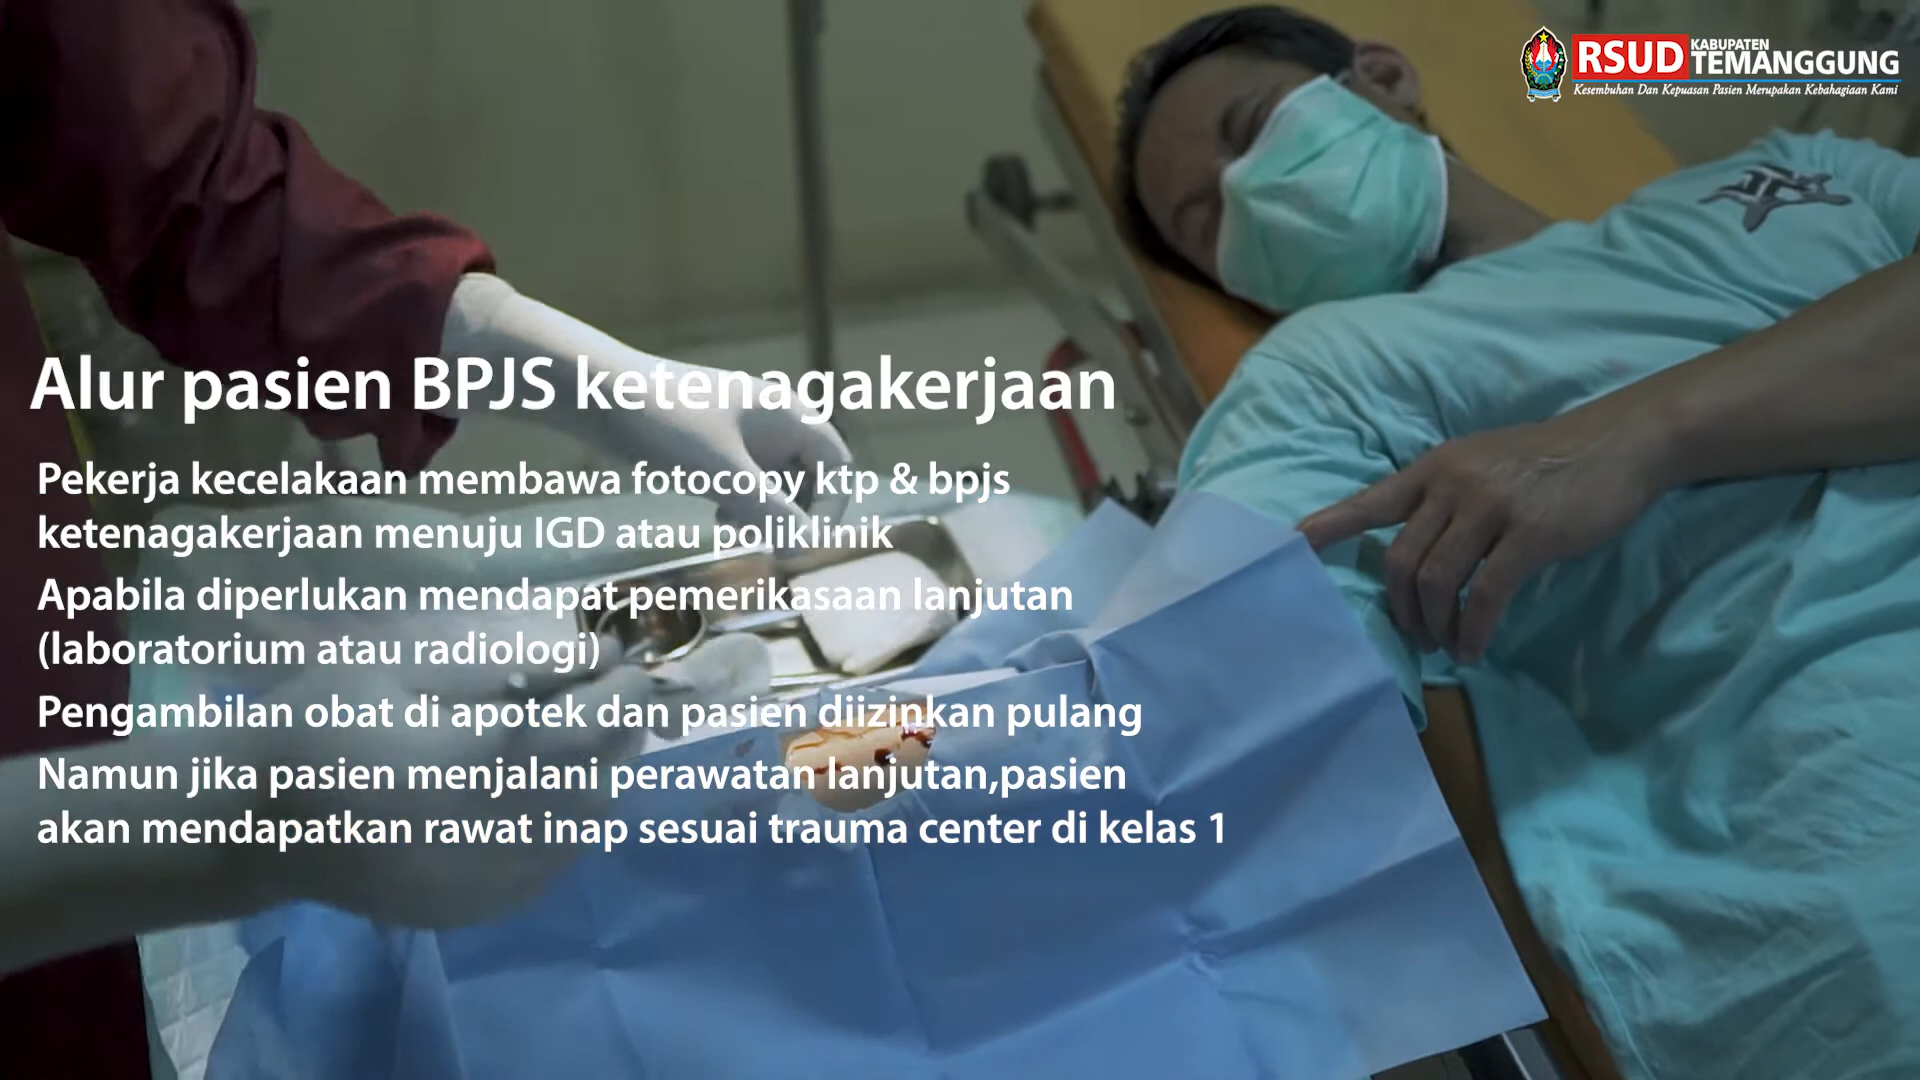 RSUD KABUPATEN TEMANGGUNG
Kesembuhan Dan Kepuasan Pasien Merupakan Kebahagiaan Kami
Alur pasien BPJS ketenagakerjaan
Pekerja kecelakaan membawa fotocopy ktp & bpjs
ketenagakerjaan menuju IGD atau poliklinik
Apabila diperlukan mendapat pemerikasaan lanjutan
(laboratorium atau radiologi)
Pengambilan obat di apotek dan pasien diizinkan pulang
Namun jika pasien menjalani perawatan lanjutan,pasien
akan mendapatkan rawat inap sesuai trauma center di kelas 1